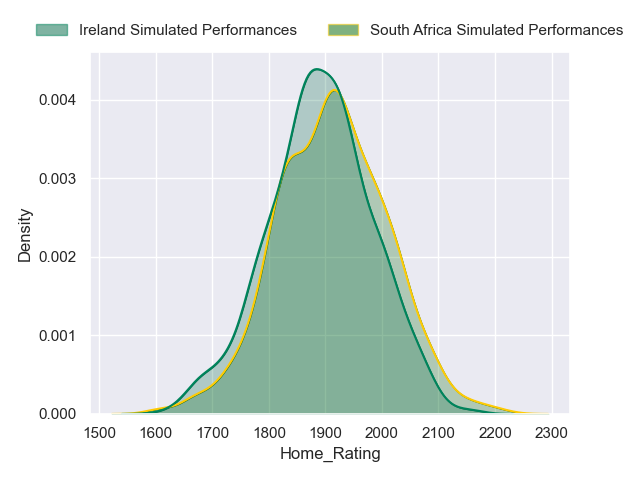 Ireland Simulated Performances
South Africa Simulated Performances
0.004
0.003
0.002
0.001
0.000
Density
1500 1600 1700 1800 1900 2000 2100 2200 2300
Home_Rating